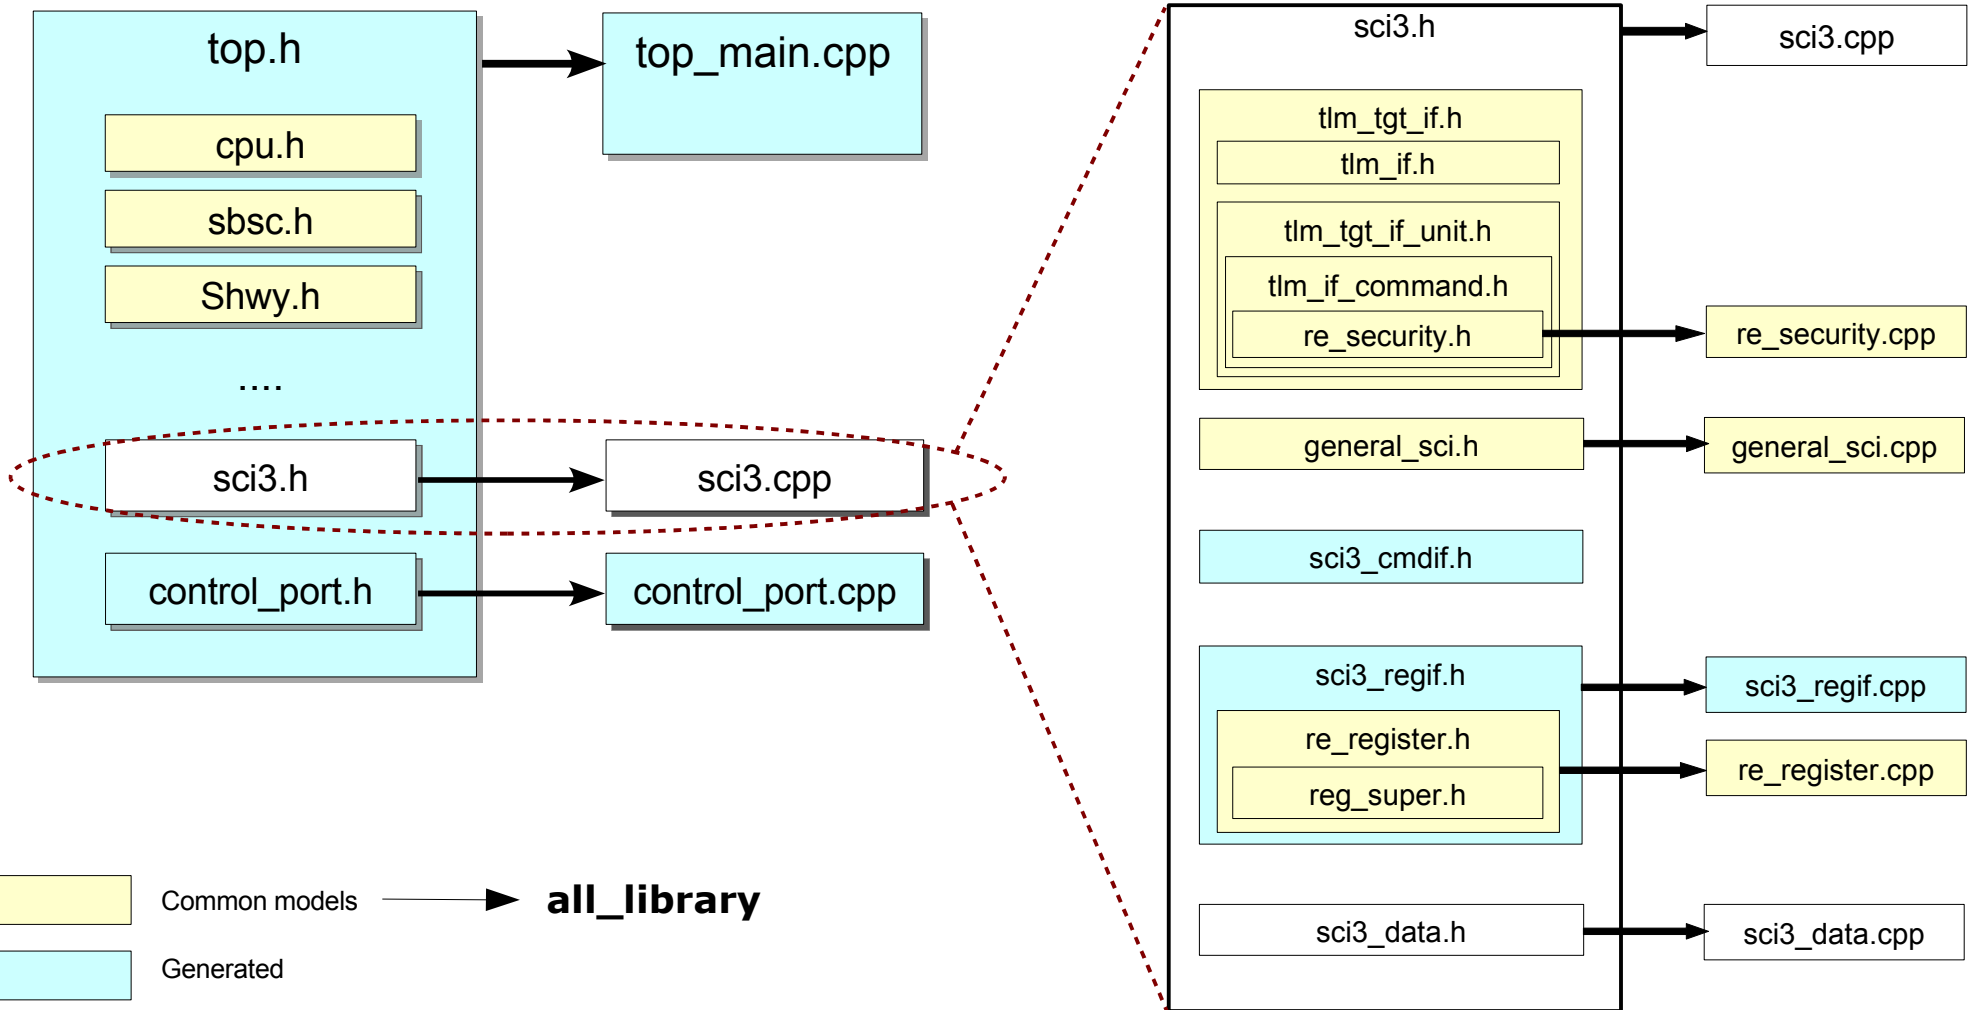 top.h
top_main.cpp
cpu.h
sbsc.h
Shwy.h
....
sci3.h
sci3.cpp
control_port.h
control_port.cpp
Common models
all_library
Generated
sci3.h
sci3.cpp
tlm_tgt_if.h
tlm_if.h
tlm_tgt_if_unit.h
tlm_if_command.h
re_security.h
re_security.cpp
general_sci.h
general_sci.cpp
sci3_cmdif.h
sci3_regif.h
sci3_regif.cpp
re_register.h
re_register.cpp
reg_super.h
sci3_data.h
sci3_data.cpp